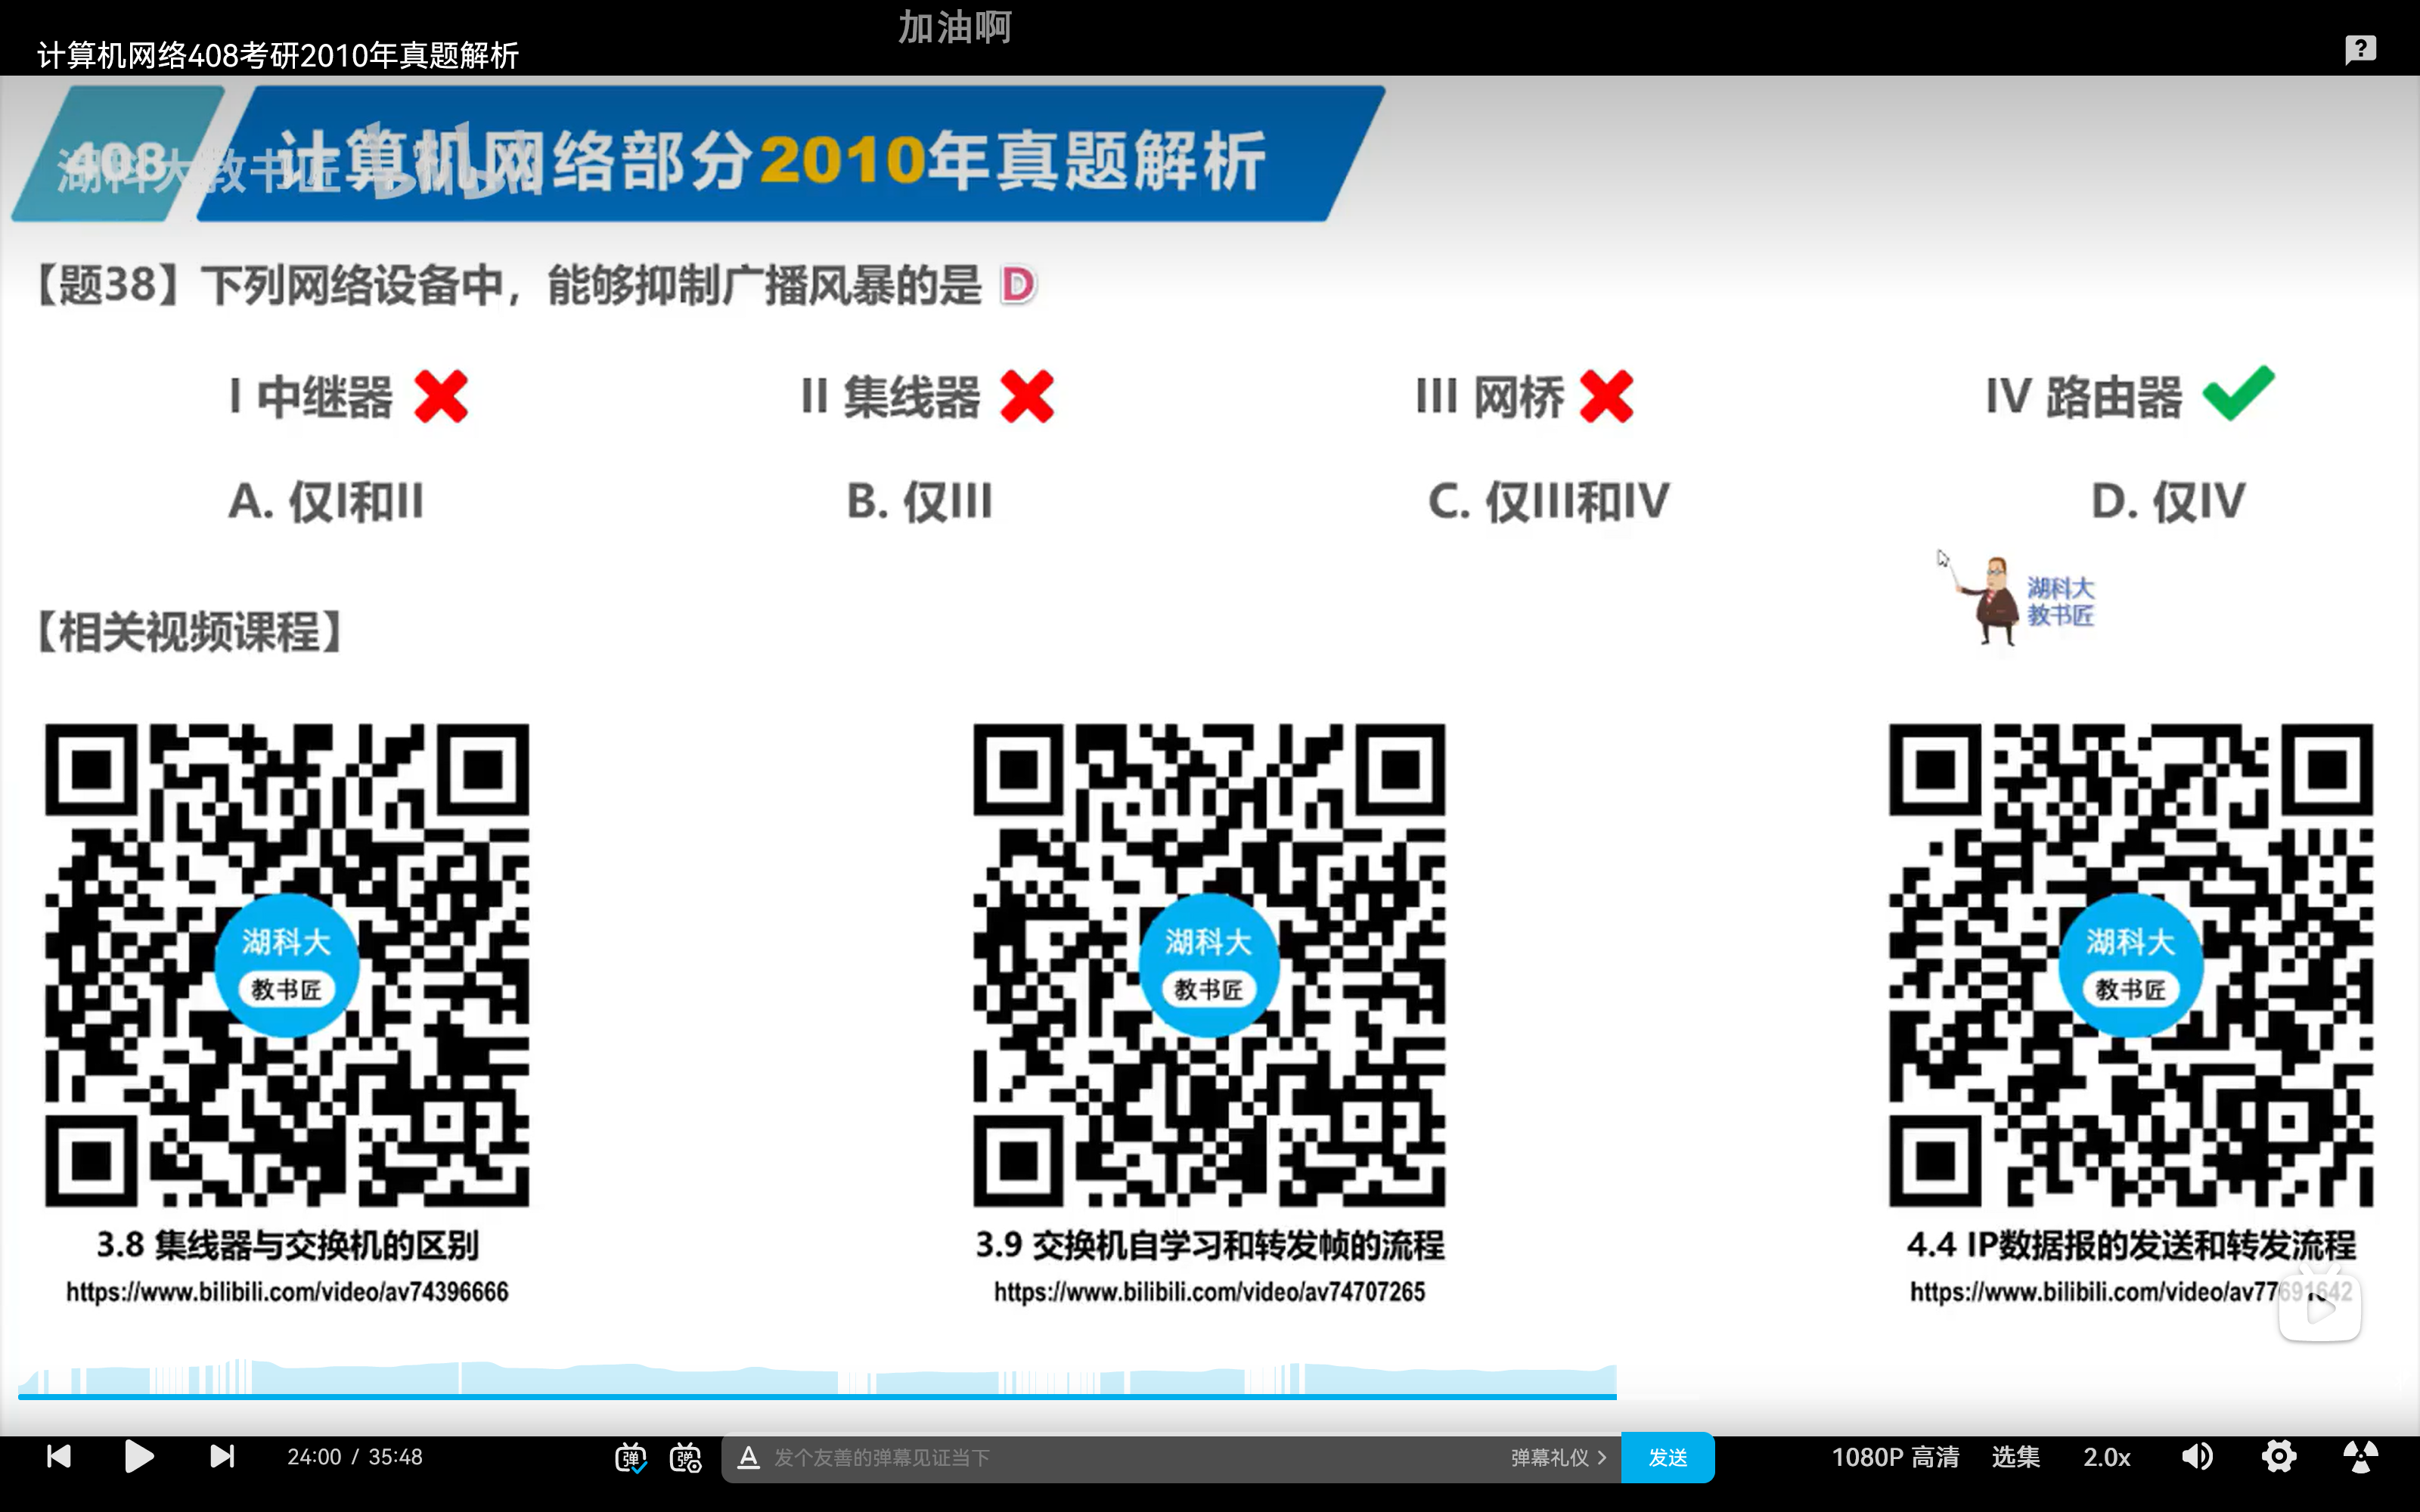 加油啊
计算机网络408考研2010年真题解析
408 计算机网络部分2010年真题解析
湖科大教书匠 bilibili
【题38】下列网络设备中，能够抑制广播风暴的是 D
I 中继器 II 集线器 III 网桥 IV 路由器
A. 仅I和II B. 仅III C. 仅III和IV D. 仅IV
湖科大
教书匠
【相关视频课程】
湖科大 湖科大 湖科大
教书匠 教书匠 教书匠
3.8 集线器与交换机的区别 3.9 交换机自学习和转发帧的流程 4.4 IP数据报的发送和转发流程
https://www.bilibili.com/video/av74396666 https://www.bilibili.com/video/av74707265 https://www.bilibili.com/video/av77691642
24:00 / 35:48 弹 弹 A 发个友善的弹幕见证当下 弹幕礼仪 > 发送 1080P 高清 选集 2.0x